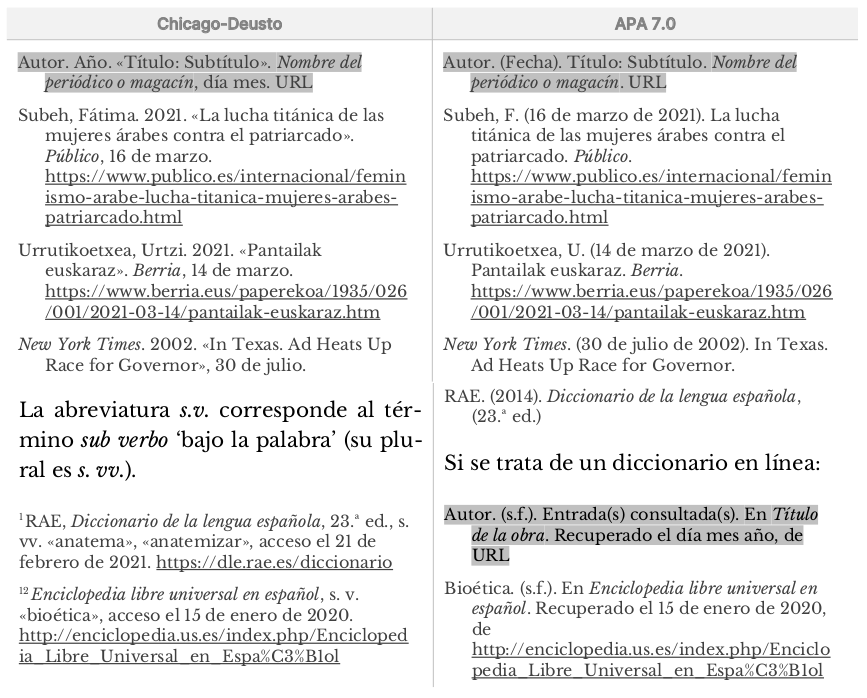 Chicago-Deusto
Autor. Año. «Título: Subtítulo». Nombre del
periódico o magacín, día mes. URL
Subeh, Fátima. 2021. «La lucha titánica de las
mujeres árabes contra el patriarcado».
Público, 16 de marzo.
https://www.publico.es/internacional/femin
ismo-arabe-lucha-titanica-mujeres-arabes-
patriarcado.html
Urrutikoetxea, Urtzi. 2021. «Pantailak
euskaraz». Berria, 14 de marzo.
https://www.berria.eus/paperekoa/1935/026
/001/2021-03-14/pantailak-euskaraz.htm
New York Times. 2002. «In Texas. Ad Heats Up
Race for Governor», 30 de julio.
La abreviatura s.v. corresponde al tér-
mino sub verbo ‘bajo la palabra’ (su plu-
ral es s. vv.).
¹RAE, Diccionario de la lengua española, 23.ª ed., s.
vv. «anatema», «anatemizar», acceso el 21 de
febrero de 2021. https://dle.rae.es/diccionario
¹²Enciclopedia libre universal en español, s. v.
«bioética», acceso el 15 de enero de 2020.
http://enciclopedia.us.es/index.php/Encicloped
ia_Libre_Universal_en_Espa%C3%B1ol
APA 7.0
Autor. (Fecha). Título: Subtítulo. Nombre del
periódico o magacín. URL
Subeh, F. (16 de marzo de 2021). La lucha
titánica de las mujeres árabes contra el
patriarcado. Público.
https://www.publico.es/internacional/femin
ismo-arabe-lucha-titanica-mujeres-arabes-
patriarcado.html
Urrutikoetxea, U. (14 de marzo de 2021).
Pantailak euskaraz. Berria.
https://www.berria.eus/paperekoa/1935/026
/001/2021-03-14/pantailak-euskaraz.htm
New York Times. (30 de julio de 2002). In Texas.
Ad Heats Up Race for Governor.
RAE. (2014). Diccionario de la lengua española,
(23.ª ed.)
Si se trata de un diccionario en línea:
Autor. (s.f.). Entrada(s) consultada(s). En Título
de la obra. Recuperado el día mes año, de
URL
Bioética. (s.f.). En Enciclopedia libre universal en
español. Recuperado el 15 de enero de 2020,
de
http://enciclopedia.us.es/index.php/Enciclo
pedia_Libre_Universal_en_Espa%C3%B1ol